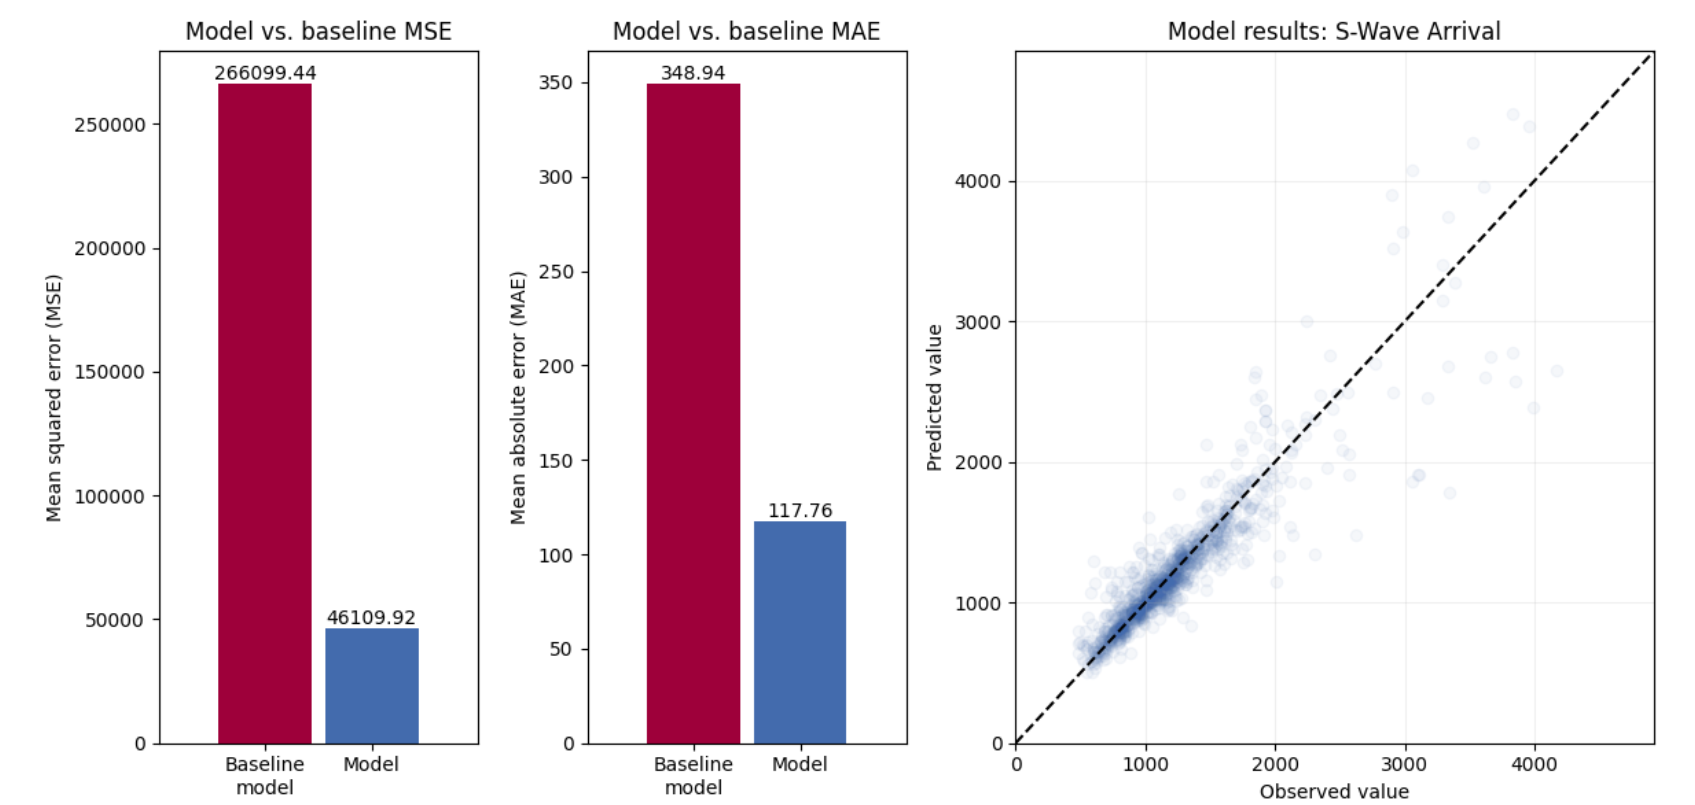 Model vs. baseline MSE
266099.44
46109.92
250000
200000
150000
100000
50000
0
Mean squared error (MSE)
Baseline
model
Model
Model vs. baseline MAE
348.94
117.76
350
300
250
200
150
100
50
0
Mean absolute error (MAE)
Baseline
model
Model
Model results: S-Wave Arrival
4000
3000
2000
1000
0
Predicted value
0 1000 2000 3000 4000
Observed value